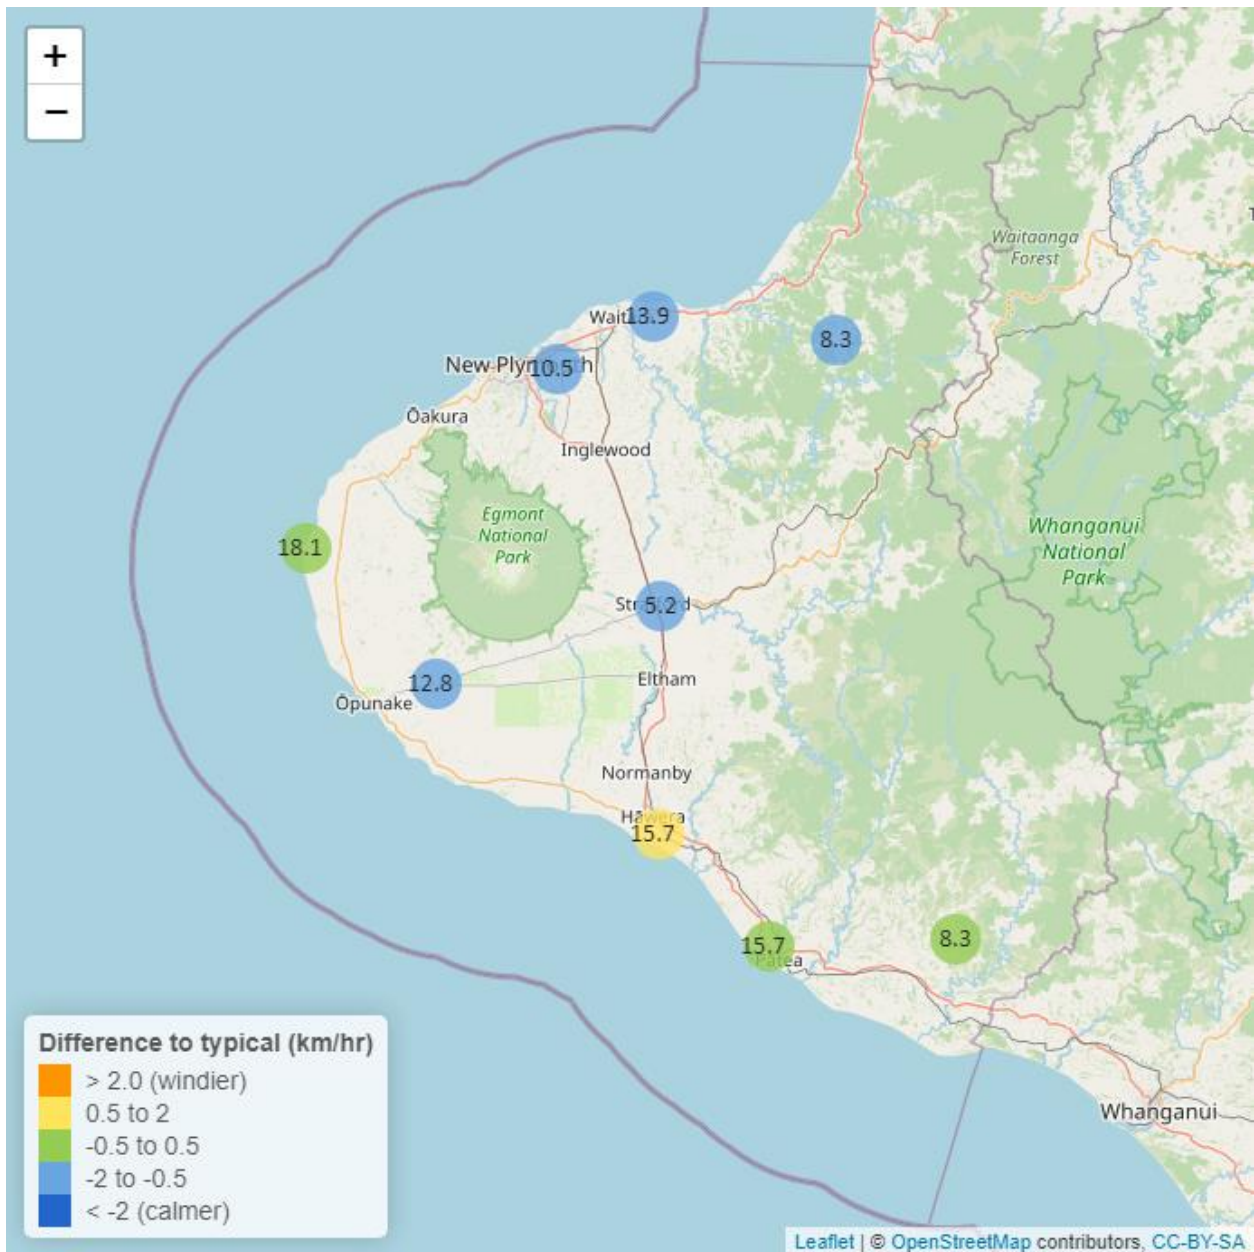 +
−
Waitaanga
Forest
13.9
8.3
New Plym
10.5
h
Ōakura
Inglewood
Egmont
National
Park
Whanganui
National
Park
18.1
5.2
12.8
Eltham
Ōpunake
Normanby
Hāwera
15.7
15.7
8.3
Patea
Difference to typical (km/hr)
> 2.0 (windier)
0.5 to 2
-0.5 to 0.5
-2 to -0.5
< -2 (calmer)
Whanganui
Leaflet | © OpenStreetMap contributors, CC-BY-SA